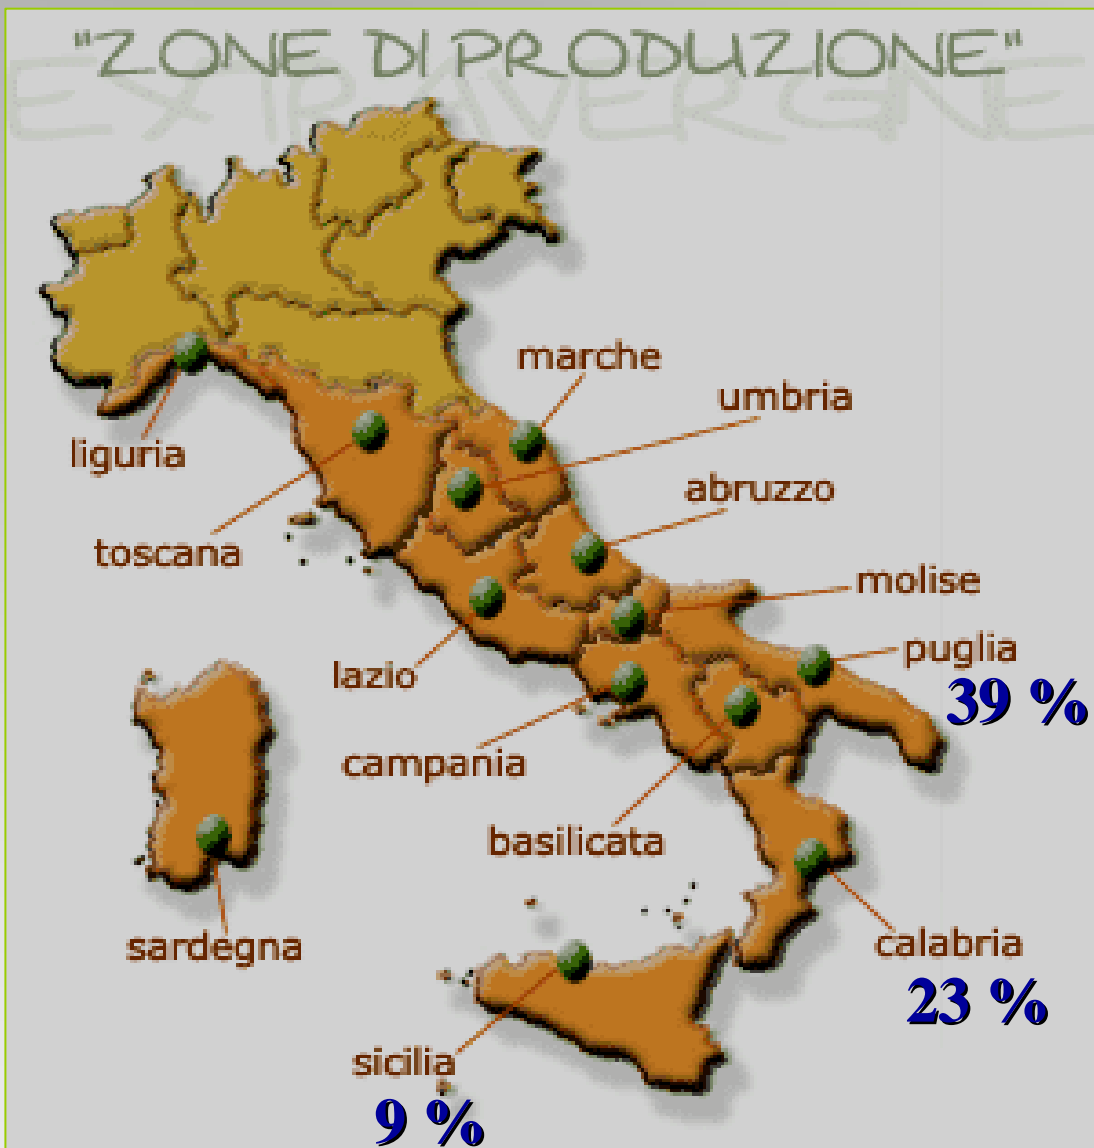 "ZONE DI PRODUZIONE"
EXTRAVERGINE
marche
umbria
liguria
abruzzo
toscana
molise
puglia
39 %
lazio
campania
basilicata
sardegna
calabria
23 %
sicilia
9 %